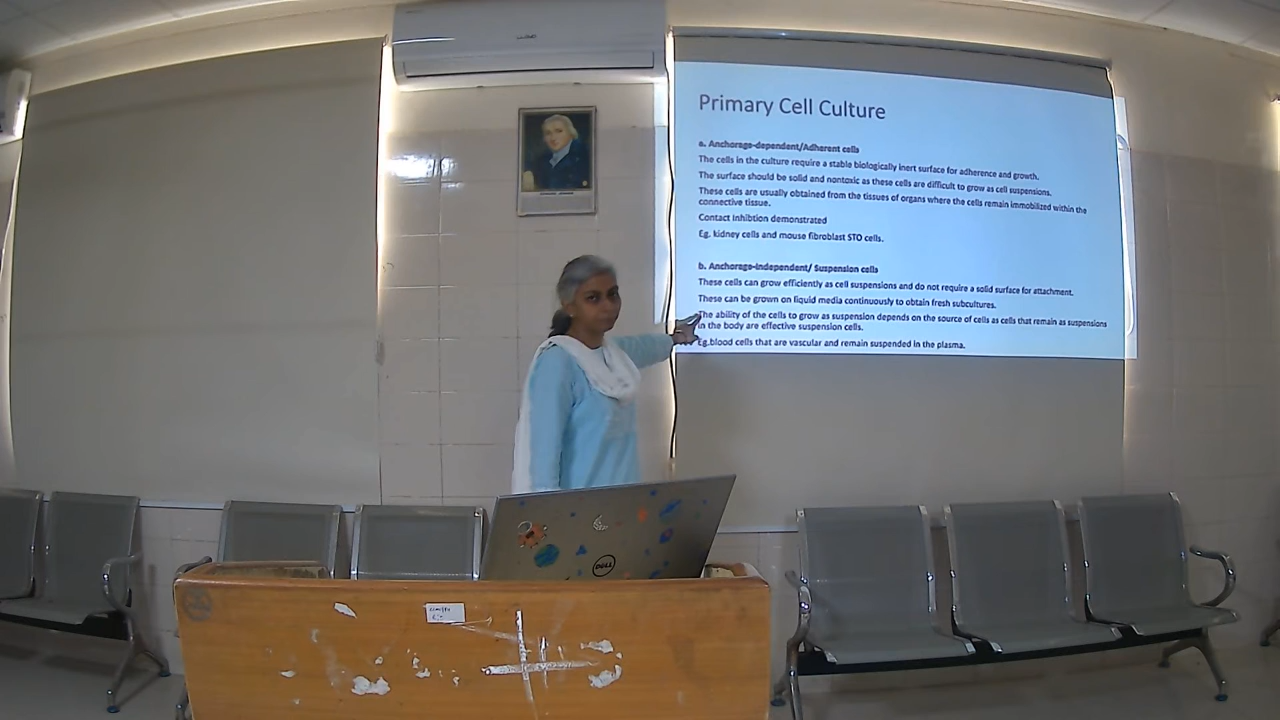 Primary Cell Culture
a. Anchorage-dependent/Adherent cells
The cells in the culture require a stable biologically inert surface for adherence and growth.
The surface should be solid and nontoxic as these cells are difficult to grow as cell suspensions.
These cells are usually obtained from the tissues of organs where the cells remain immobilized within the
connective tissue.
Contact Inhibtion demonstrated
Eg. kidney cells and mouse fibroblast STO cells.
b. Anchorage-Independent/ Suspension cells
These cells can grow efficiently as cell suspensions and do not require a solid surface for attachment.
These can be grown on liquid media continuously to obtain fresh subcultures.
The ability of the cells to grow as suspension depends on the source of cells as cells that remain as suspensions
in the body are effective suspension cells.
Eg.blood cells that are vascular and remain suspended in the plasma.
DELL